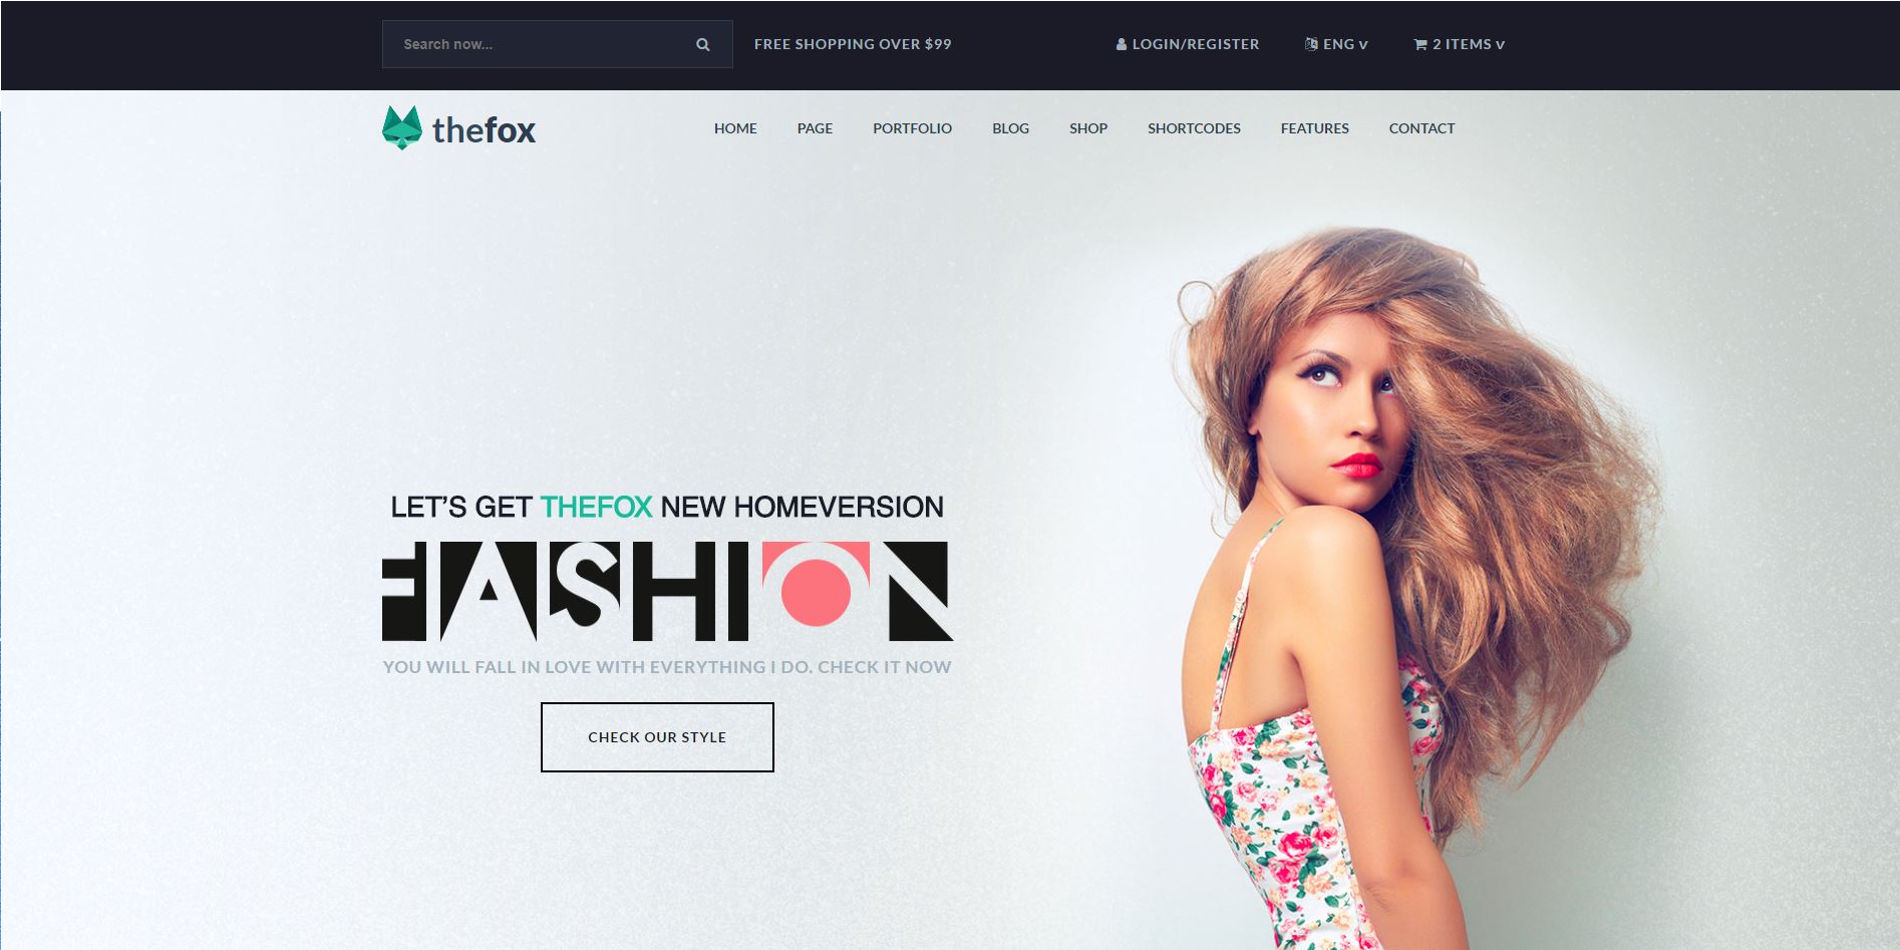 Search now...
FREE SHOPPING OVER $99
LOGIN/REGISTER
ENG v
2 ITEMS v
thefox
HOME PAGE PORTFOLIO BLOG SHOP SHORTCODES FEATURES CONTACT
LET'S GET THEFOX NEW HOMEVERSION
FASHION
YOU WILL FALL IN LOVE WITH EVERYTHING I DO. CHECK IT NOW
CHECK OUR STYLE